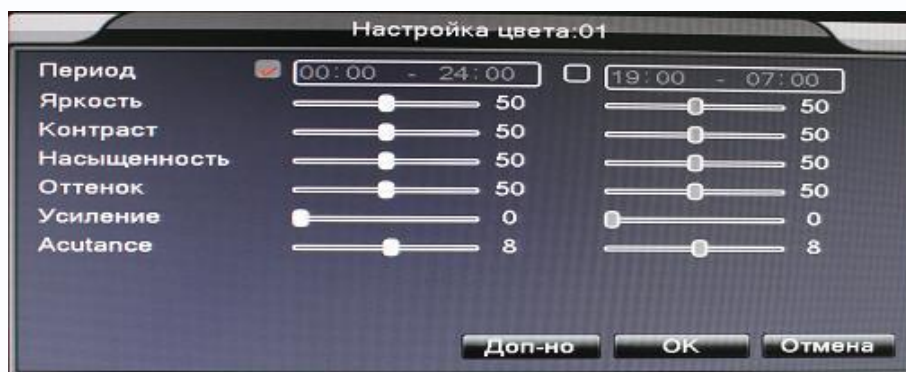 Настройка цвета:01
Период 00:00 - 24:00 19:00 - 07:00
Яркость 50 50
Контраст 50 50
Насыщенность 50 50
Оттенок 50 50
Усиление 0 0
Acutance 8 8
Доп-но ОК Отмена